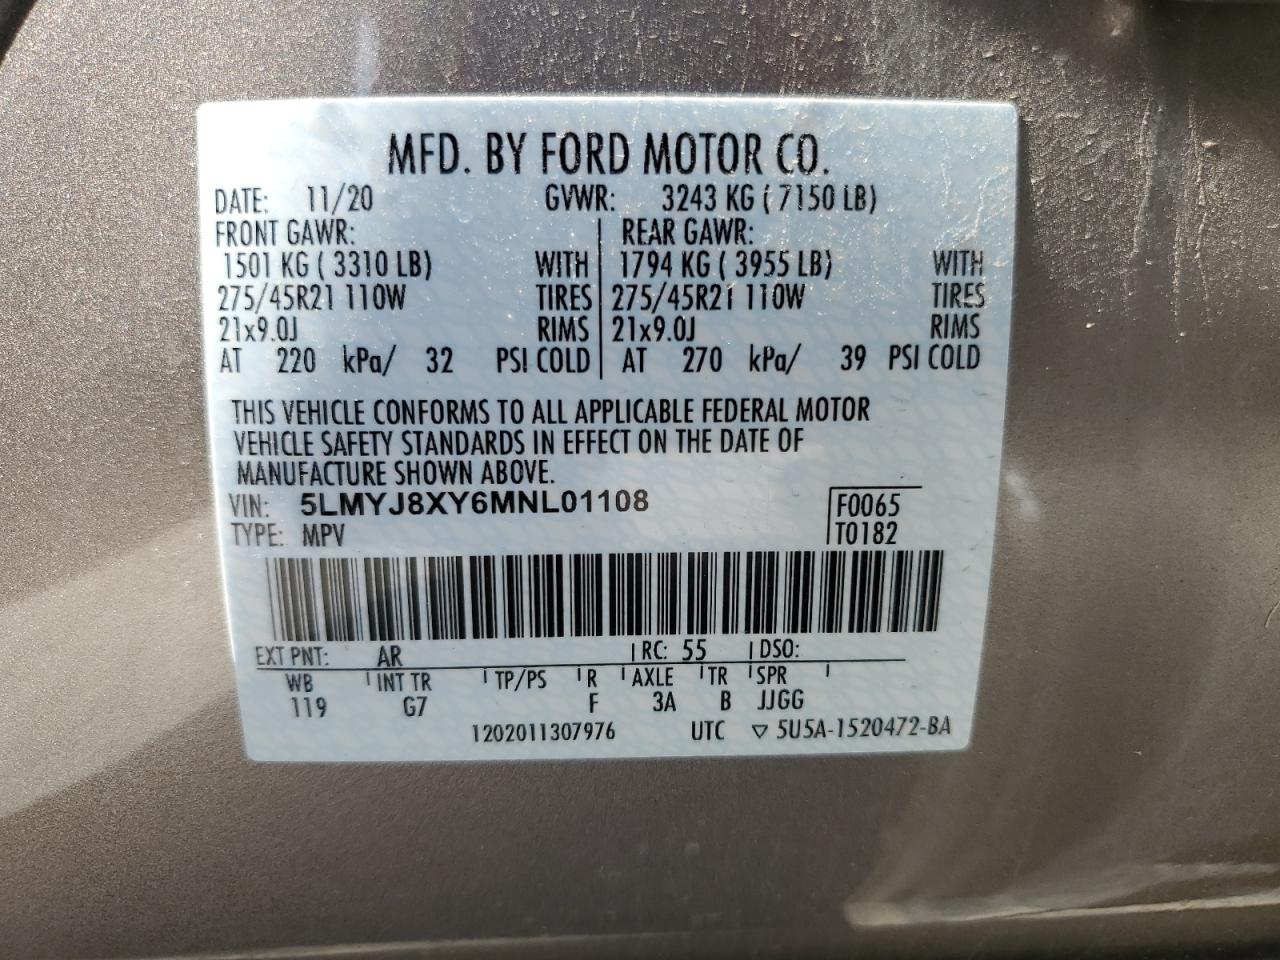 MFD. BY FORD MOTOR CO.
DATE: 11/20 GVWR: 3243 KG ( 7150 LB)
FRONT GAWR: REAR GAWR:
1501 KG ( 3310 LB) WITH 1794 KG ( 3955 LB) WITH
275/45R21 110W TIRES 275/45R21 110W TIRES
21x9.0J RIMS 21x9.0J RIMS
AT 220 kPa/ 32 PSI COLD AT 270 kPa/ 39 PSI COLD
THIS VEHICLE CONFORMS TO ALL APPLICABLE FEDERAL MOTOR
VEHICLE SAFETY STANDARDS IN EFFECT ON THE DATE OF
MANUFACTURE SHOWN ABOVE.
VIN: 5LMYJ8XY6MNL01108 F0065
TYPE: MPV T0182
EXT PNT: AR RC: 55 DSO:
WB INT TR TP/PS R AXLE TR SPR
119 G7 F 3A B JJGG
1202011307976 UTC ▽ 5U5A-1520472-BA